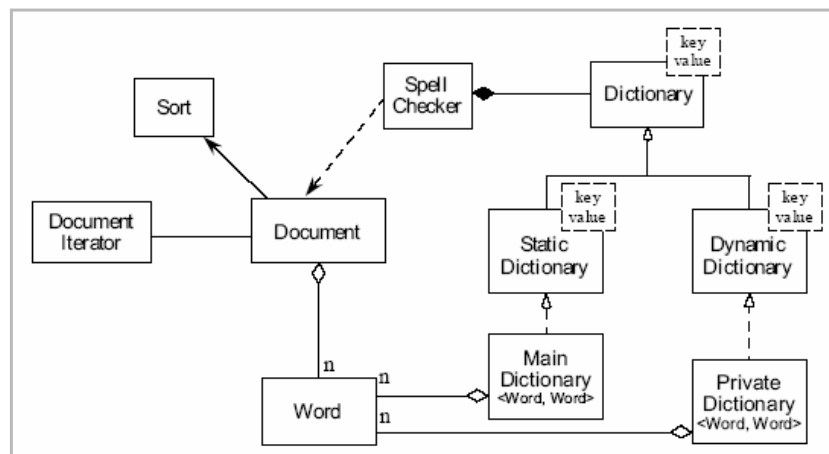 key
value
Spell
Checker
Dictionary
Sort
Document
Iterator
Document
key
value
Static
Dictionary
key
value
Dynamic
Dictionary
n
n
n
Word
Main
Dictionary
<Word, Word>
Private
Dictionary
<Word, Word>